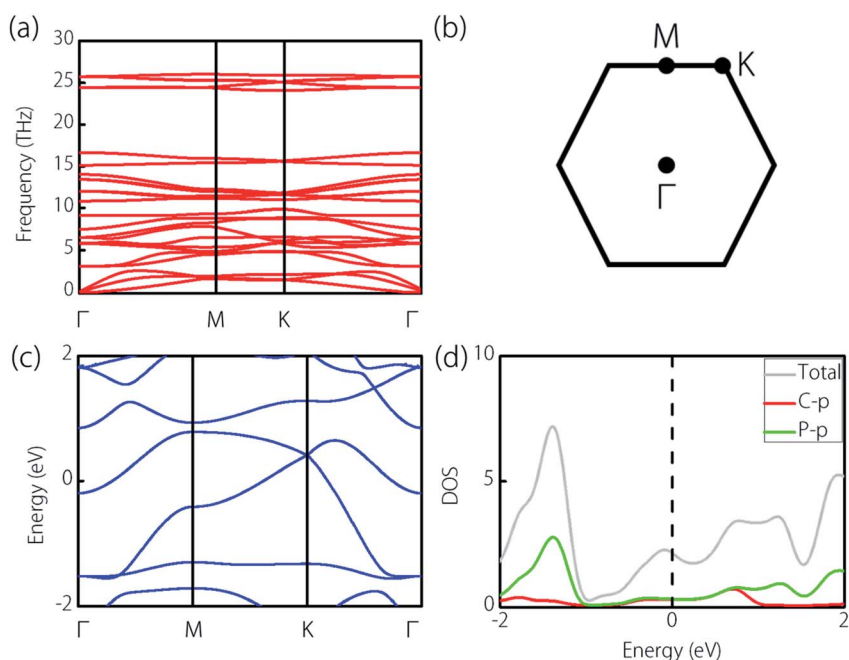 (a)
30
25
20
15
10
5
0
Frequency (THz)
Γ M K Γ
(b)
M
K
Γ
(c)
2
0
-2
Energy (eV)
Γ M K Γ
(d)
10
5
0
DOS
Total
C-p
P-p
-2 0 2
Energy (eV)